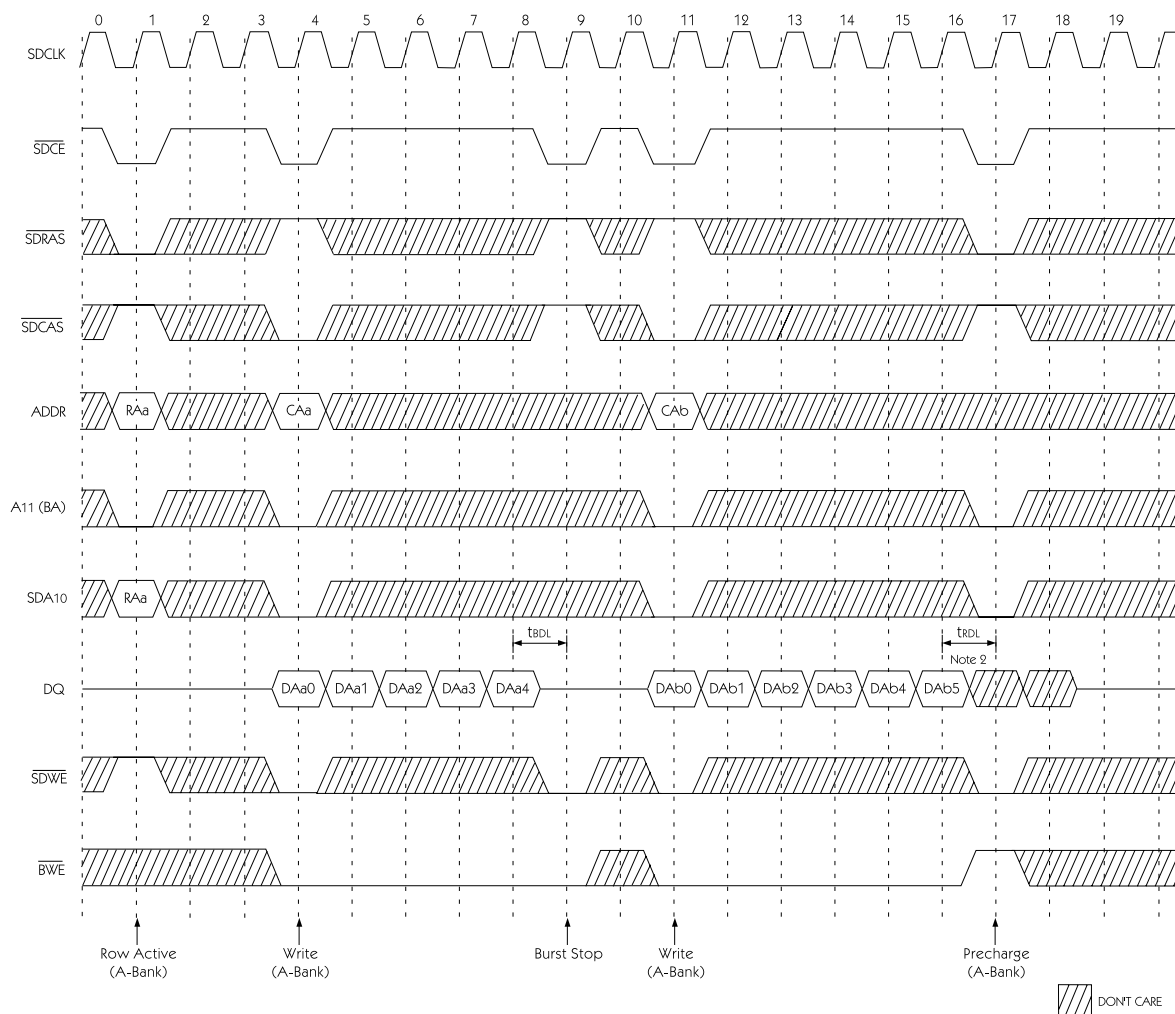 0 1 2 3 4 5 6 7 8 9 10 11 12 13 14 15 16 17 18 19
SDCLK
SDCE
SDRAS
SDCAS
ADDR RAa CAa CAb
A11 (BA)
SDA10 RAa
tBDL tRDL
Note 2
DQ DAa0 DAa1 DAa2 DAa3 DAa4 DAb0 DAb1 DAb2 DAb3 DAb4 DAb5
SDWE
BWE
Row Active Write Burst Stop Write Precharge
(A-Bank) (A-Bank) (A-Bank) (A-Bank)
DON'T CARE